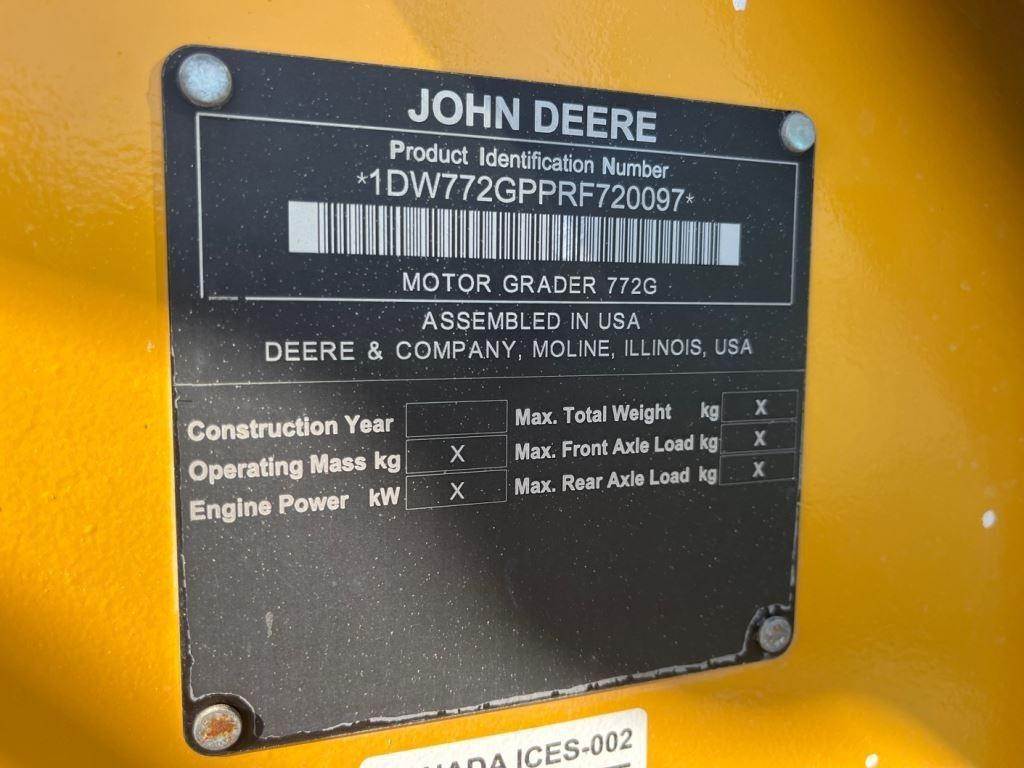 JOHN DEERE
Product Identification Number
*1DW772GPPRF720097*
MOTOR GRADER 772G
ASSEMBLED IN USA
DEERE & COMPANY, MOLINE, ILLINOIS, USA
Construction Year
Operating Mass kg X
Engine Power kW X
Max. Total Weight kg X
Max. Front Axle Load kg X
Max. Rear Axle Load kg X
ICES-002